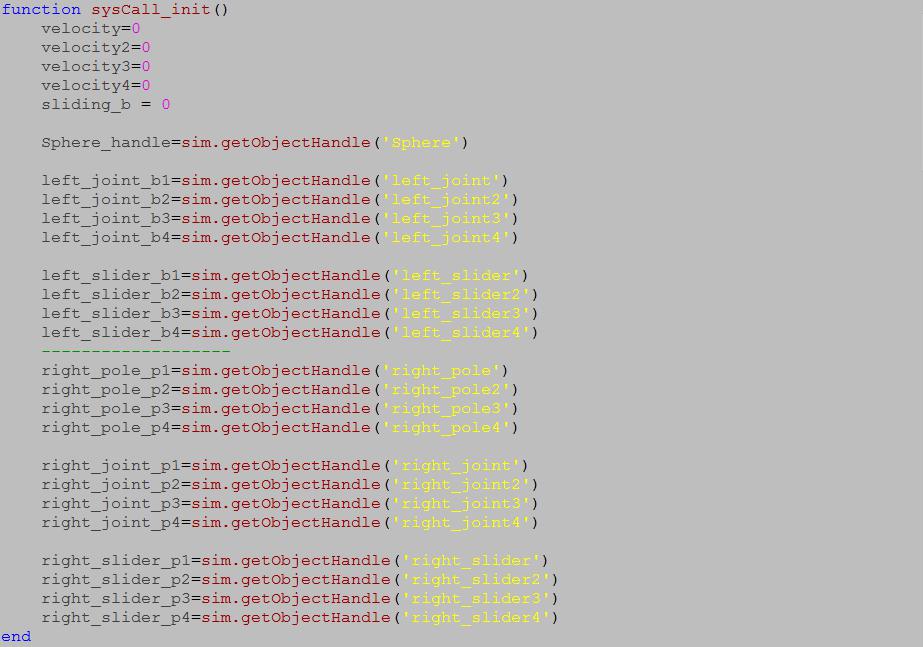 function sysCall_init()
    velocity=0
    velocity2=0
    velocity3=0
    velocity4=0
    sliding_b = 0

    Sphere_handle=sim.getObjectHandle('Sphere')

    left_joint_b1=sim.getObjectHandle('left_joint')
    left_joint_b2=sim.getObjectHandle('left_joint2')
    left_joint_b3=sim.getObjectHandle('left_joint3')
    left_joint_b4=sim.getObjectHandle('left_joint4')

    left_slider_b1=sim.getObjectHandle('left_slider')
    left_slider_b2=sim.getObjectHandle('left_slider2')
    left_slider_b3=sim.getObjectHandle('left_slider3')
    left_slider_b4=sim.getObjectHandle('left_slider4')
    -------------------
    right_pole_p1=sim.getObjectHandle('right_pole')
    right_pole_p2=sim.getObjectHandle('right_pole2')
    right_pole_p3=sim.getObjectHandle('right_pole3')
    right_pole_p4=sim.getObjectHandle('right_pole4')

    right_joint_p1=sim.getObjectHandle('right_joint')
    right_joint_p2=sim.getObjectHandle('right_joint2')
    right_joint_p3=sim.getObjectHandle('right_joint3')
    right_joint_p4=sim.getObjectHandle('right_joint4')

    right_slider_p1=sim.getObjectHandle('right_slider')
    right_slider_p2=sim.getObjectHandle('right_slider2')
    right_slider_p3=sim.getObjectHandle('right_slider3')
    right_slider_p4=sim.getObjectHandle('right_slider4')
end